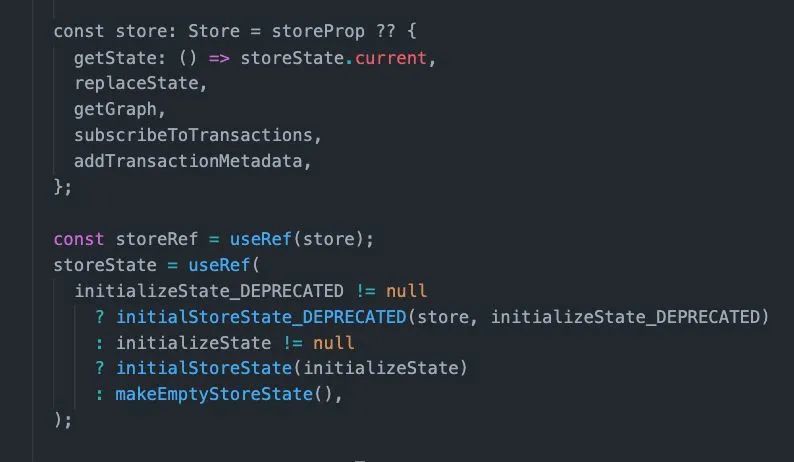 const store: Store = storeProp ?? {
  getState: () => storeState.current,
  replaceState,
  getGraph,
  subscribeToTransactions,
  addTransactionMetadata,
};

const storeRef = useRef(store);
storeState = useRef(
  initializeState_DEPRECATED != null
    ? initialStoreState_DEPRECATED(store, initializeState_DEPRECATED)
    : initializeState != null
    ? initialStoreState(initializeState)
    : makeEmptyStoreState(),
);